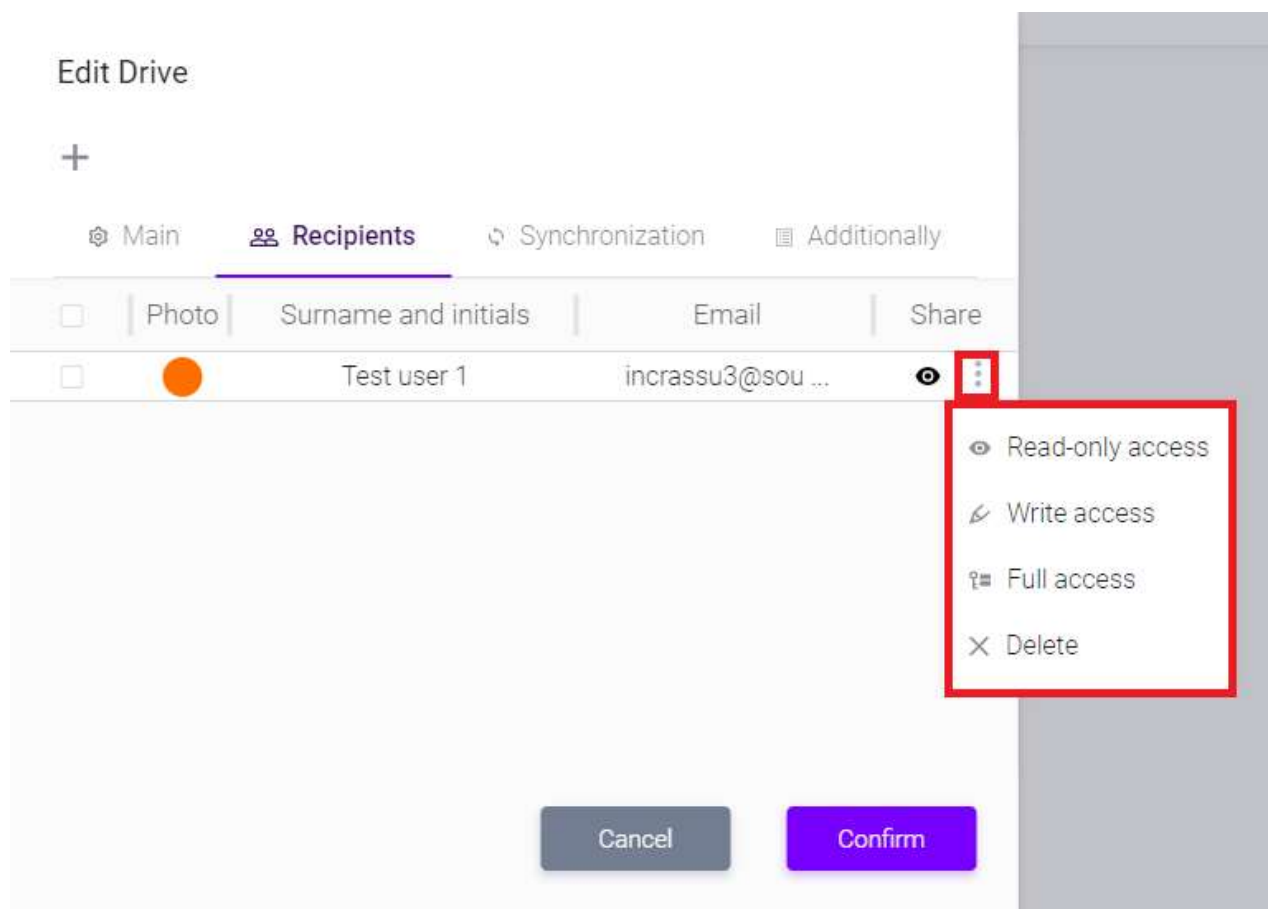 Edit Drive
Main Recipients Synchronization Additionally
Photo Surname and initials Email Share
Test user 1 incrassu3@sou ...
Read-only access
Write access
Full access
Delete
Cancel Confirm